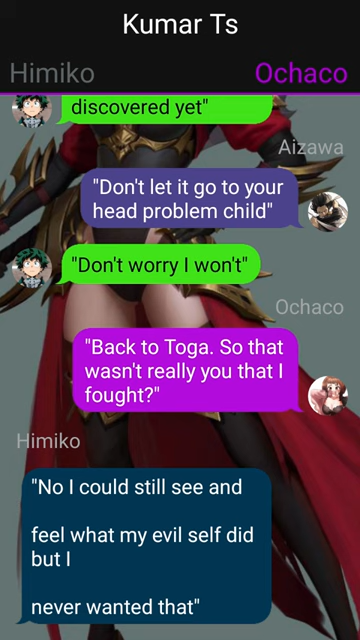 Kumar Ts
Himiko
Ochaco
discovered yet"
Aizawa
"Don't let it go to your
head problem child"
"Don't worry I won't"
Ochaco
"Back to Toga. So that
wasn't really you that I
fought?"
Himiko
"No I could still see and
feel what my evil self did
but I
never wanted that"